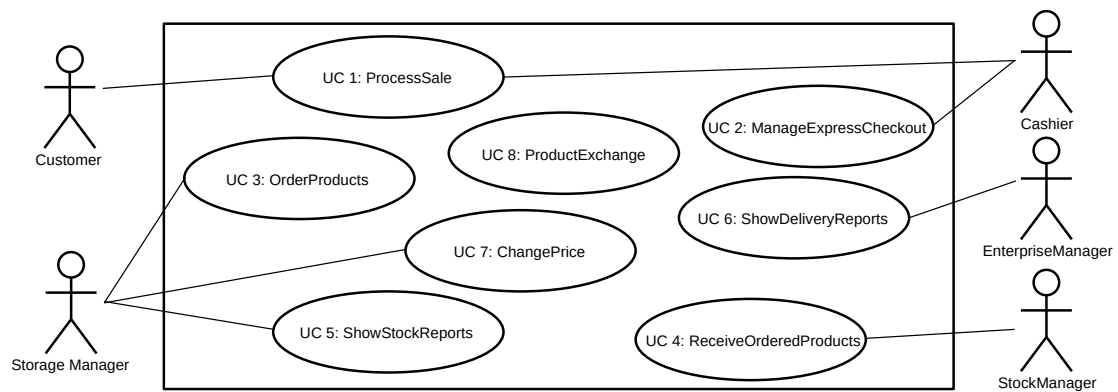 UC 1: ProcessSale
UC 2: ManageExpressCheckout
Cashier
Customer
UC 8: ProductExchange
UC 3: OrderProducts
UC 6: ShowDeliveryReports
UC 7: ChangePrice
EnterpriseManager
UC 5: ShowStockReports
UC 4: ReceiveOrderedProducts
Storage Manager
StockManager